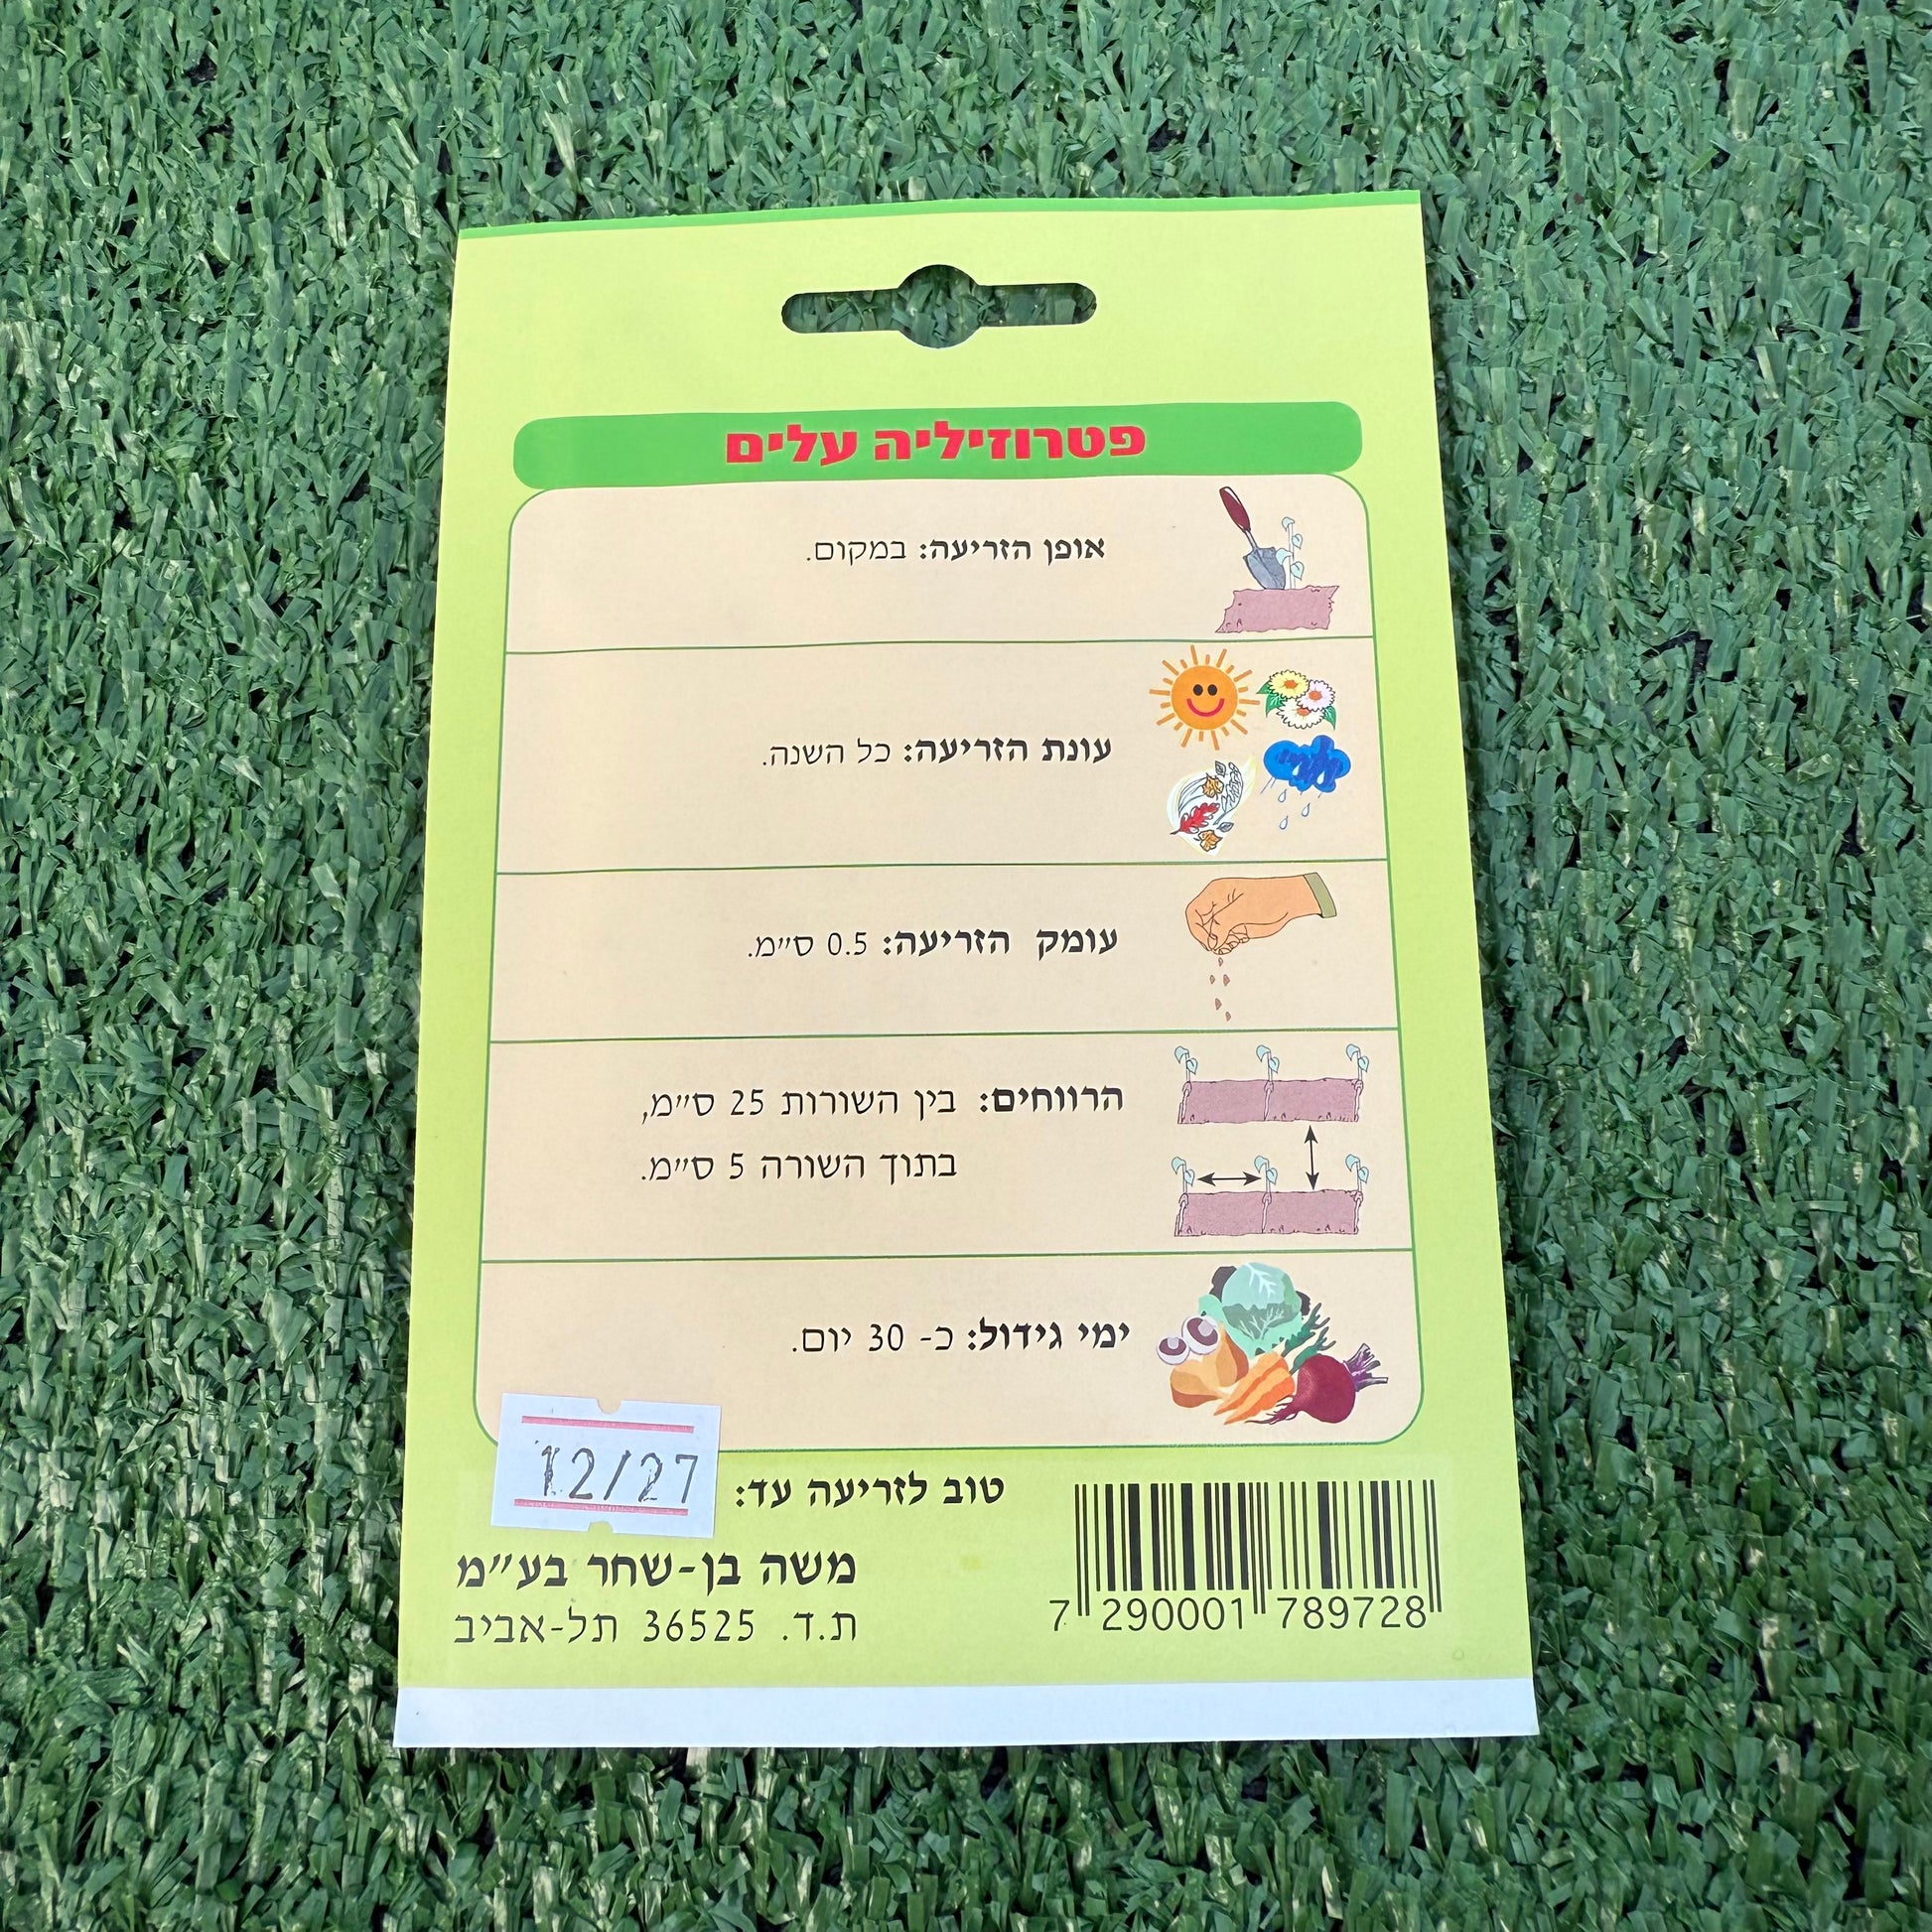 פטרוזיליה עלים
אופן הזריעה: במקום.
עונת הזריעה: כל השנה.
עומק הזריעה: 0.5 ס״מ.
הרווחים: בין השורות 25 ס״מ,
בתוך השורה 5 ס״מ.
ימי גידול: כ- 30 יום.
טוב לזריעה עד: 12/27
משה בן-שחר בע״מ
ת.ד. 36525 תל-אביב
7 290001 789728